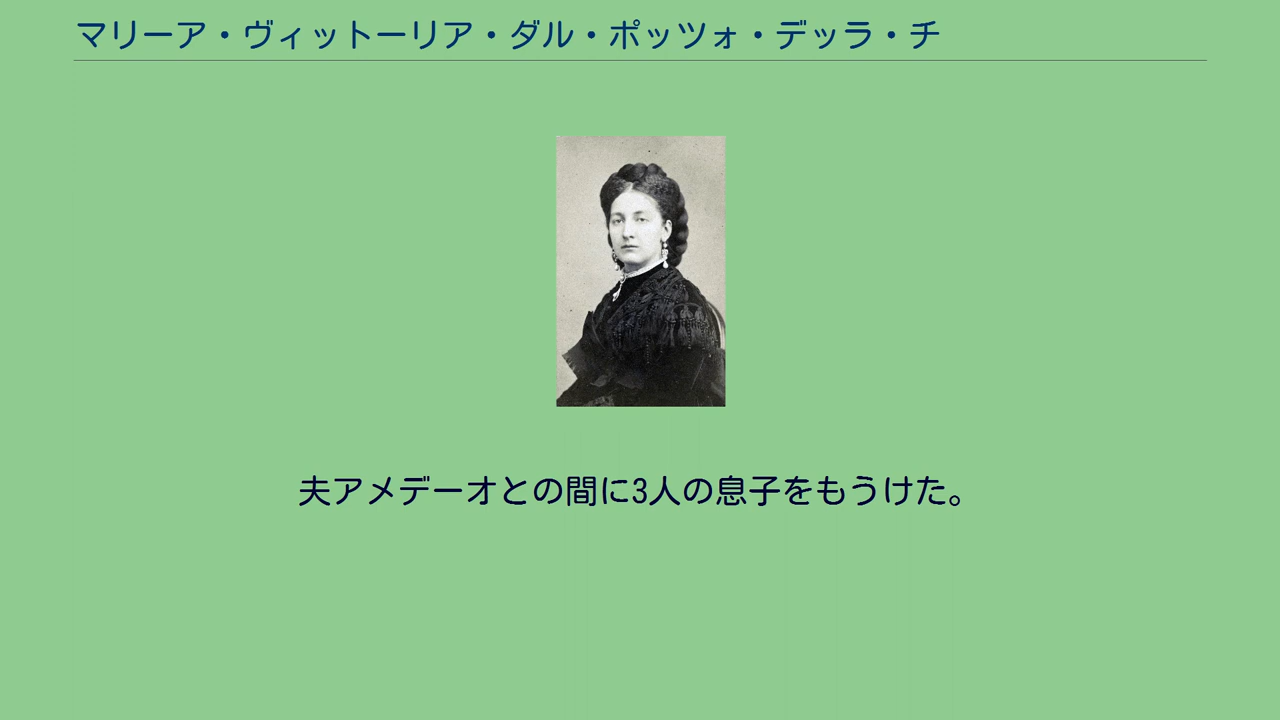 マリーア・ヴィットーリア・ダル・ポッツォ・デッラ・チ
夫アメデーオとの間に3人の息子をもうけた。